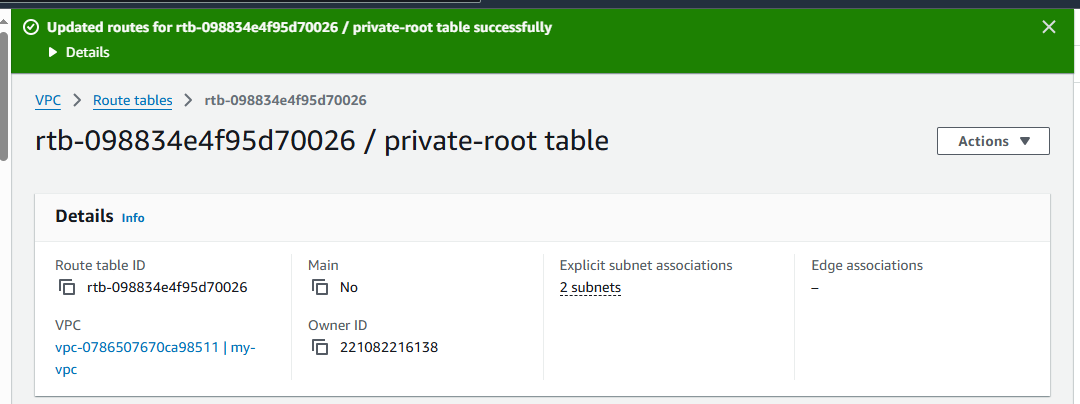 Updated routes for rtb-098834e4f95d70026 / private-root table successfully
Details
VPC > Route tables > rtb-098834e4f95d70026
rtb-098834e4f95d70026 / private-root table
Actions
Details Info
Route table ID
rtb-098834e4f95d70026
Main
No
Explicit subnet associations
2 subnets
Edge associations
–
VPC
vpc-0786507670ca98511 | my-
vpc
Owner ID
221082216138